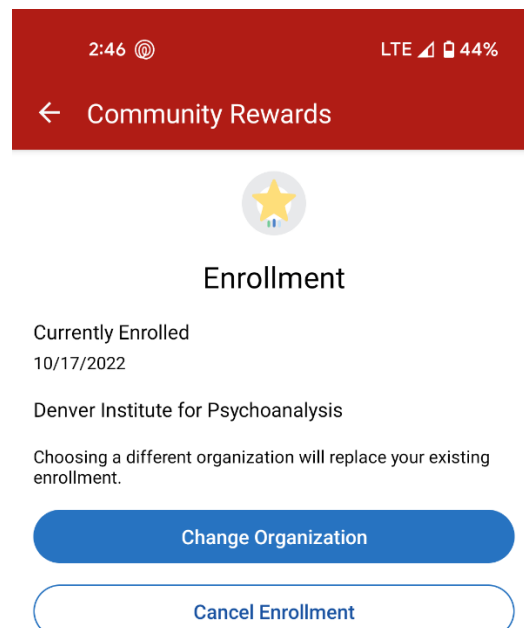 2:46 LTE 44%
Community Rewards
Enrollment
Currently Enrolled
10/17/2022
Denver Institute for Psychoanalysis
Choosing a different organization will replace your existing
enrollment.
Change Organization
Cancel Enrollment